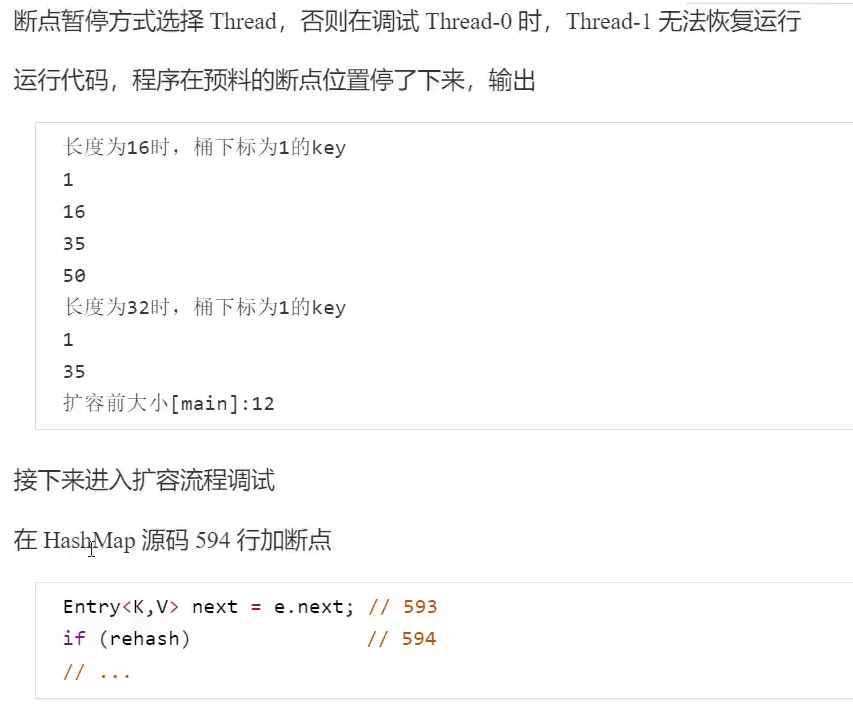 断点暂停方式选择 Thread，否则在调试 Thread-0 时，Thread-1 无法恢复运行
运行代码，程序在预料的断点位置停了下来，输出
长度为16时，桶下标为1的key
1
16
35
50
长度为32时，桶下标为1的key
1
35
扩容前大小[main]:12
接下来进入扩容流程调试
在 HashMap 源码 594 行加断点
Entry<K,V> next = e.next; // 593
if (rehash) // 594
// ...